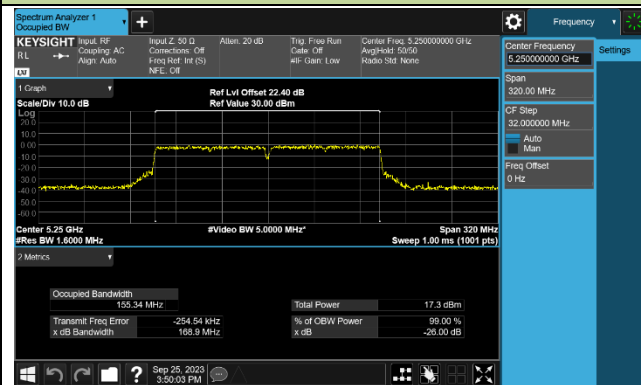 Spectrum Analyzer 1
Occupied BW
+
Frequency
KEYSIGHT
RL
LXI
Input: RF
Coupling: AC
Align: Auto
Input Z: 50 Ω
Corrections: Off
Freq Ref: Int (S)
NFE: Off
Atten: 20 dB
Trig: Free Run
Gate: Off
#IF Gain: Low
Center Freq: 5.250000000 GHz
Avg|Hold: 50/50
Radio Std: None
Center Frequency
5.250000000 GHz
Settings
Span
320.00 MHz
CF Step
32.000000 MHz
Auto
Man
Freq Offset
0 Hz
1 Graph
Scale/Div 10.0 dB
Ref Lvl Offset 22.40 dB
Ref Value 30.00 dBm
Log
20.0
10.0
0.00
-10.0
-20.0
-30.0
-40.0
-50.0
-60.0
Center 5.25 GHz
#Res BW 1.6000 MHz
#Video BW 5.0000 MHz*
Span 320 MHz
Sweep 1.00 ms (1001 pts)
2 Metrics
Occupied Bandwidth
155.34 MHz
Transmit Freq Error -254.54 kHz
x dB Bandwidth 168.9 MHz
Total Power 17.3 dBm
% of OBW Power 99.00 %
x dB -26.00 dB
?
Sep 25, 2023
3:50:03 PM